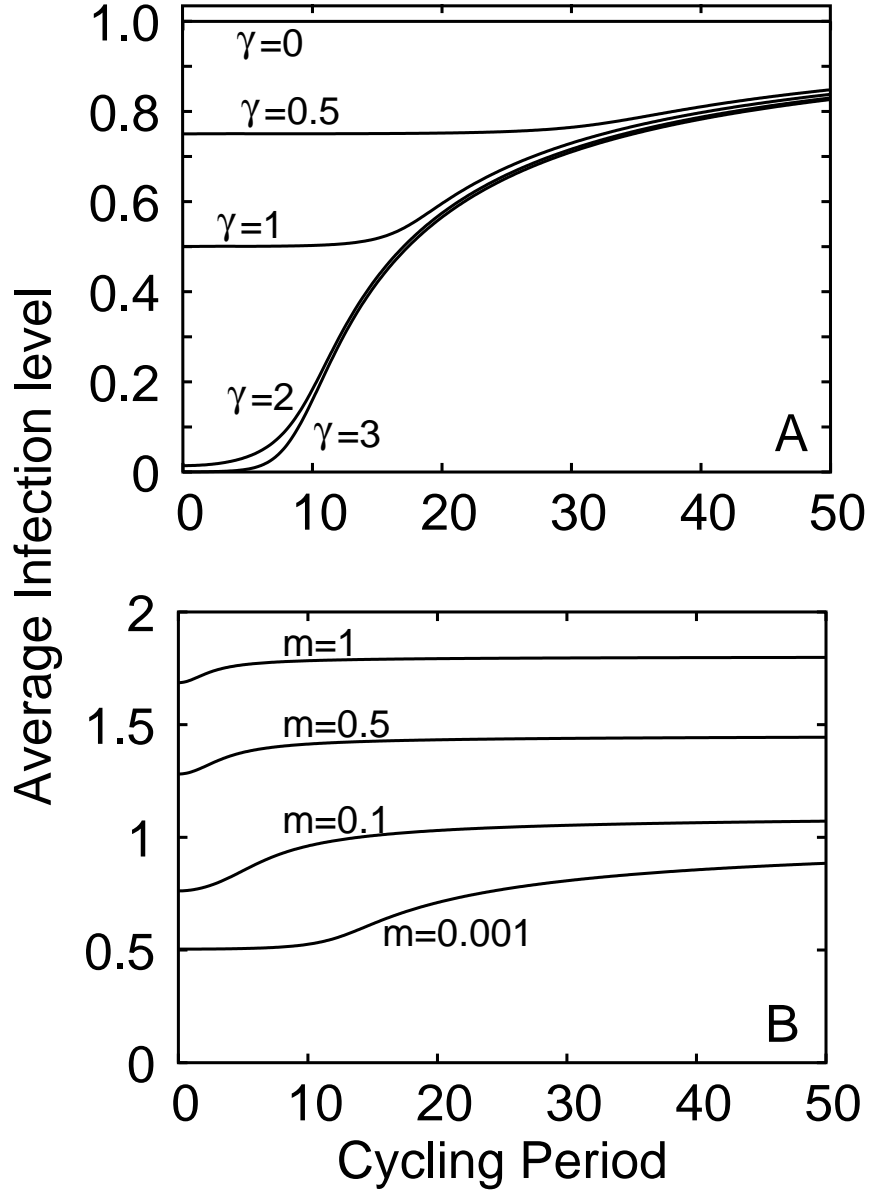 Average Infection level
1.0
0.8
0.6
0.4
0.2
0
γ=0
γ=0.5
γ=1
γ=2
γ=3
A
0 10 20 30 40 50
2
1.5
1
0.5
0
m=1
m=0.5
m=0.1
m=0.001
B
0 10 20 30 40 50
Cycling Period